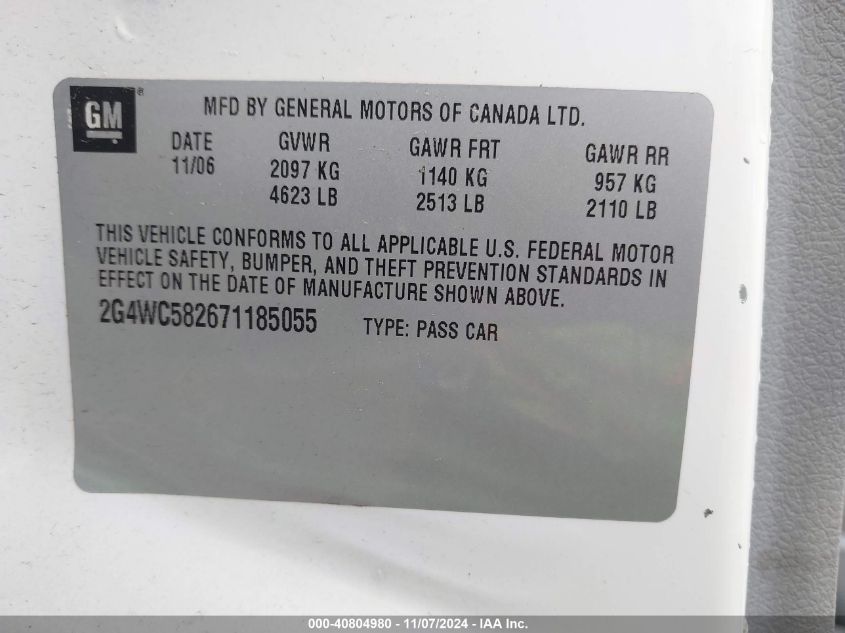 GM®
MFD BY GENERAL MOTORS OF CANADA LTD.
DATE GVWR GAWR FRT GAWR RR
11/06 2097 KG 1140 KG 957 KG
4623 LB 2513 LB 2110 LB
THIS VEHICLE CONFORMS TO ALL APPLICABLE U.S. FEDERAL MOTOR
VEHICLE SAFETY, BUMPER, AND THEFT PREVENTION STANDARDS IN
EFFECT ON THE DATE OF MANUFACTURE SHOWN ABOVE.
2G4WC582671185055 TYPE: PASS CAR
000-40804980 - 11/07/2024 - IAA Inc.